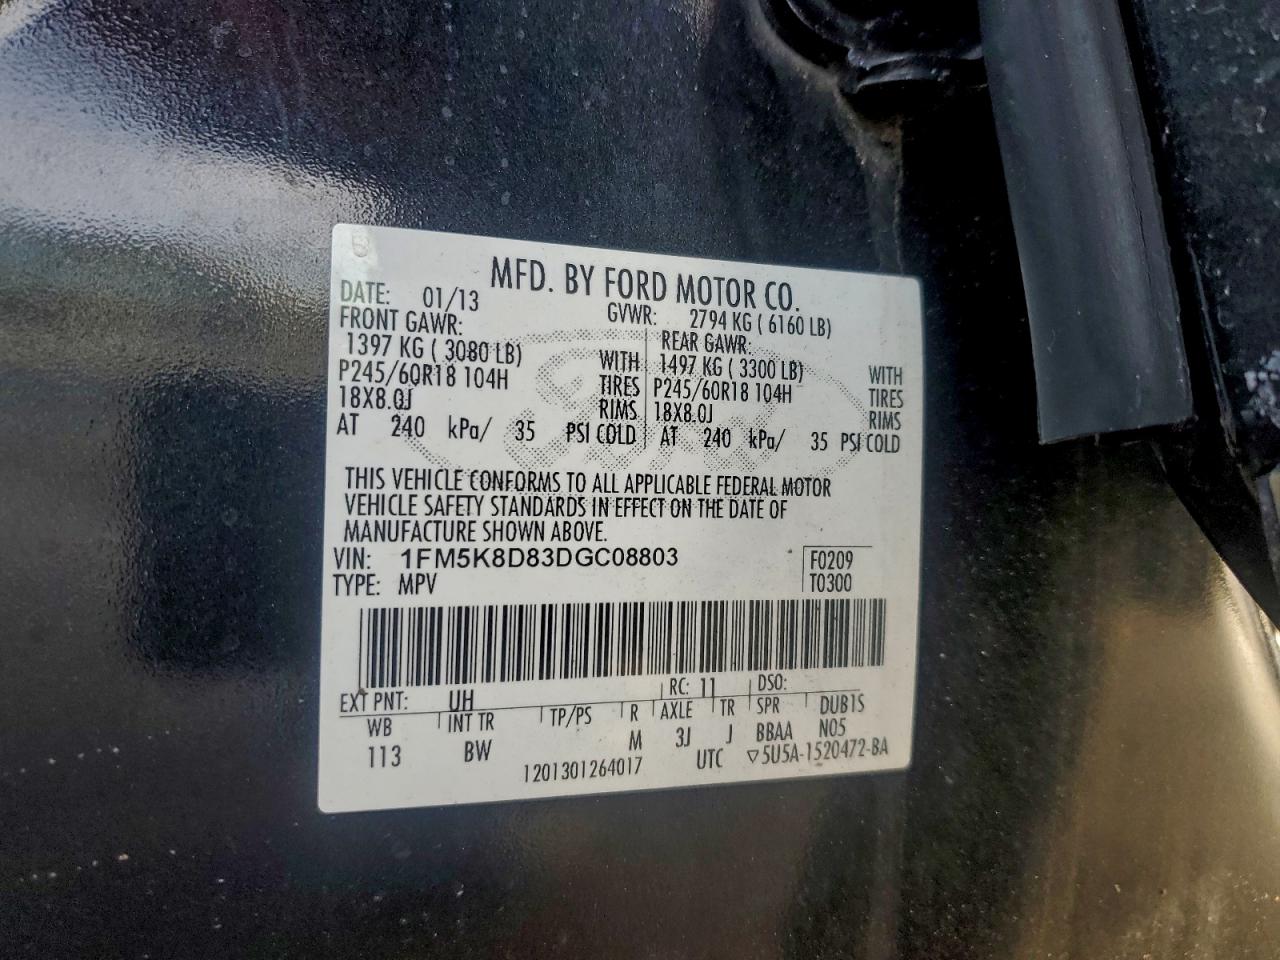 MFD. BY FORD MOTOR CO.
DATE: 01/13 GVWR: 2794 KG ( 6160 LB)
FRONT GAWR: REAR GAWR:
1397 KG ( 3080 LB) WITH 1497 KG ( 3300 LB) WITH
P245/60R18 104H TIRES P245/60R18 104H TIRES
18X8.0J RIMS 18X8.0J RIMS
AT 240 kPa/ 35 PSI COLD AT 240 kPa/ 35 PSI COLD
THIS VEHICLE CONFORMS TO ALL APPLICABLE FEDERAL MOTOR
VEHICLE SAFETY STANDARDS IN EFFECT ON THE DATE OF
MANUFACTURE SHOWN ABOVE.
VIN: 1FM5K8D83DGC08803 F0209
TYPE: MPV T0300
EXT PNT: UH RC: 11 DSO:
WB INT TR TP/PS R AXLE TR SPR DUB1S
113 BW M 3J J BBAA N05
1201301264017 UTC ▽5U5A-1520472-BA